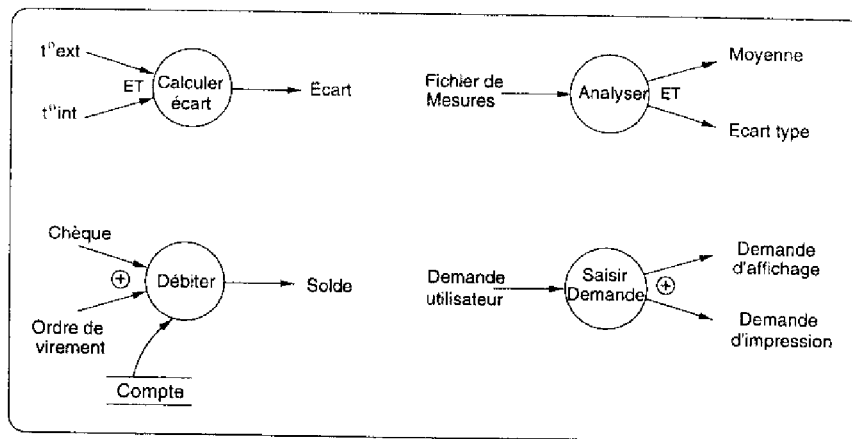 t°ext
ET
Calculer
écart
Écart
t°int
Fichier de
Mesures
Analyser
ET
Moyenne
Ecart type
Chèque
⊕
Débiter
Solde
Ordre de
virement
Compte
Demande
utilisateur
Saisir
Demande
⊕
Demande
d'affichage
Demande
d'impression